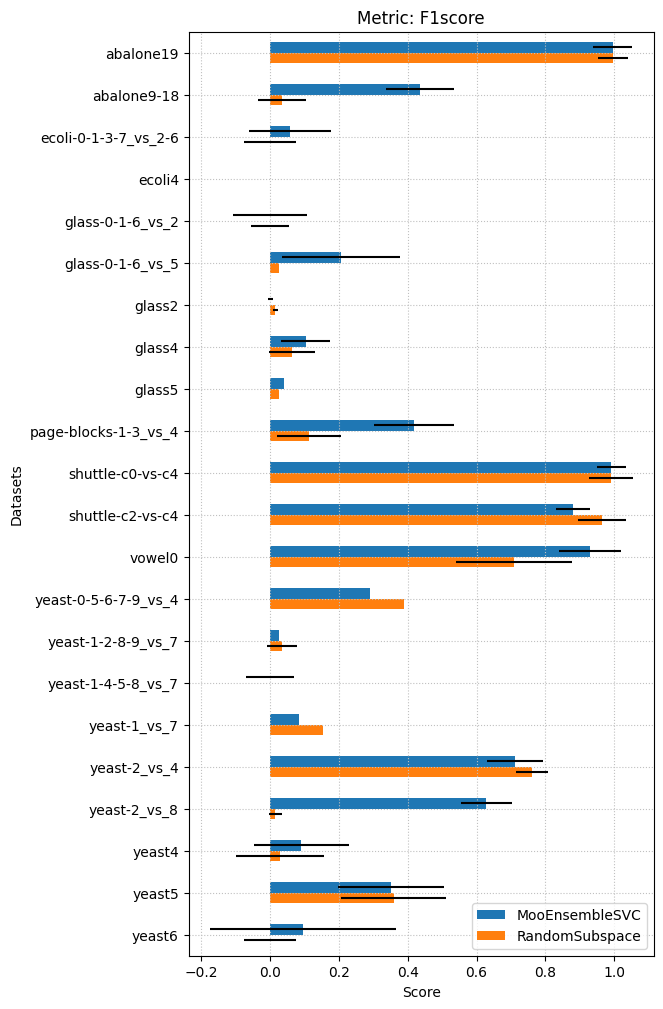 Metric: F1score
abalone19
abalone9-18
ecoli-0-1-3-7_vs_2-6
ecoli4
glass-0-1-6_vs_2
glass-0-1-6_vs_5
glass2
glass4
glass5
page-blocks-1-3_vs_4
shuttle-c0-vs-c4
shuttle-c2-vs-c4
vowel0
yeast-0-5-6-7-9_vs_4
yeast-1-2-8-9_vs_7
yeast-1-4-5-8_vs_7
yeast-1_vs_7
yeast-2_vs_4
yeast-2_vs_8
yeast4
yeast5
yeast6
Datasets
MooEnsembleSVC
RandomSubspace
−0.2 0.0 0.2 0.4 0.6 0.8 1.0
Score